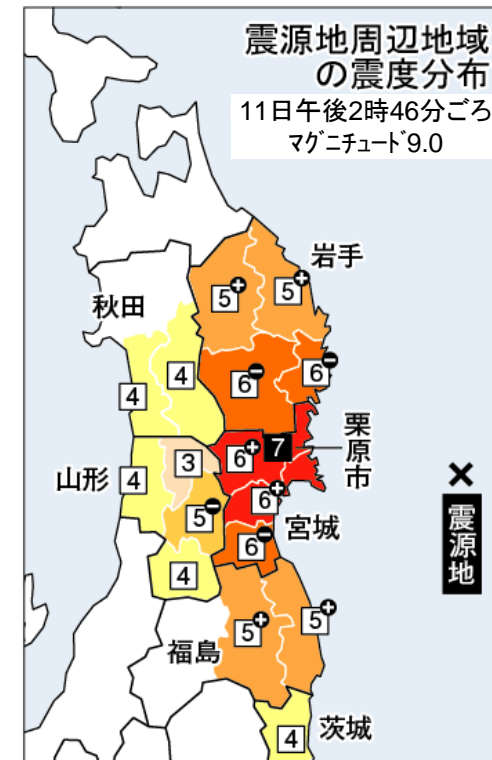 震源地周辺地域
の震度分布
11日午後2時46分ごろ
ﾏｸﾞﾆﾁｭｰﾄﾞ9.0
岩手
5+
5+
秋田
6−
6−
4
4
栗原市
7
6+
3
山形
4
6+
5−
宮城
6−
震源地
4
5+
5+
福島
茨城
4